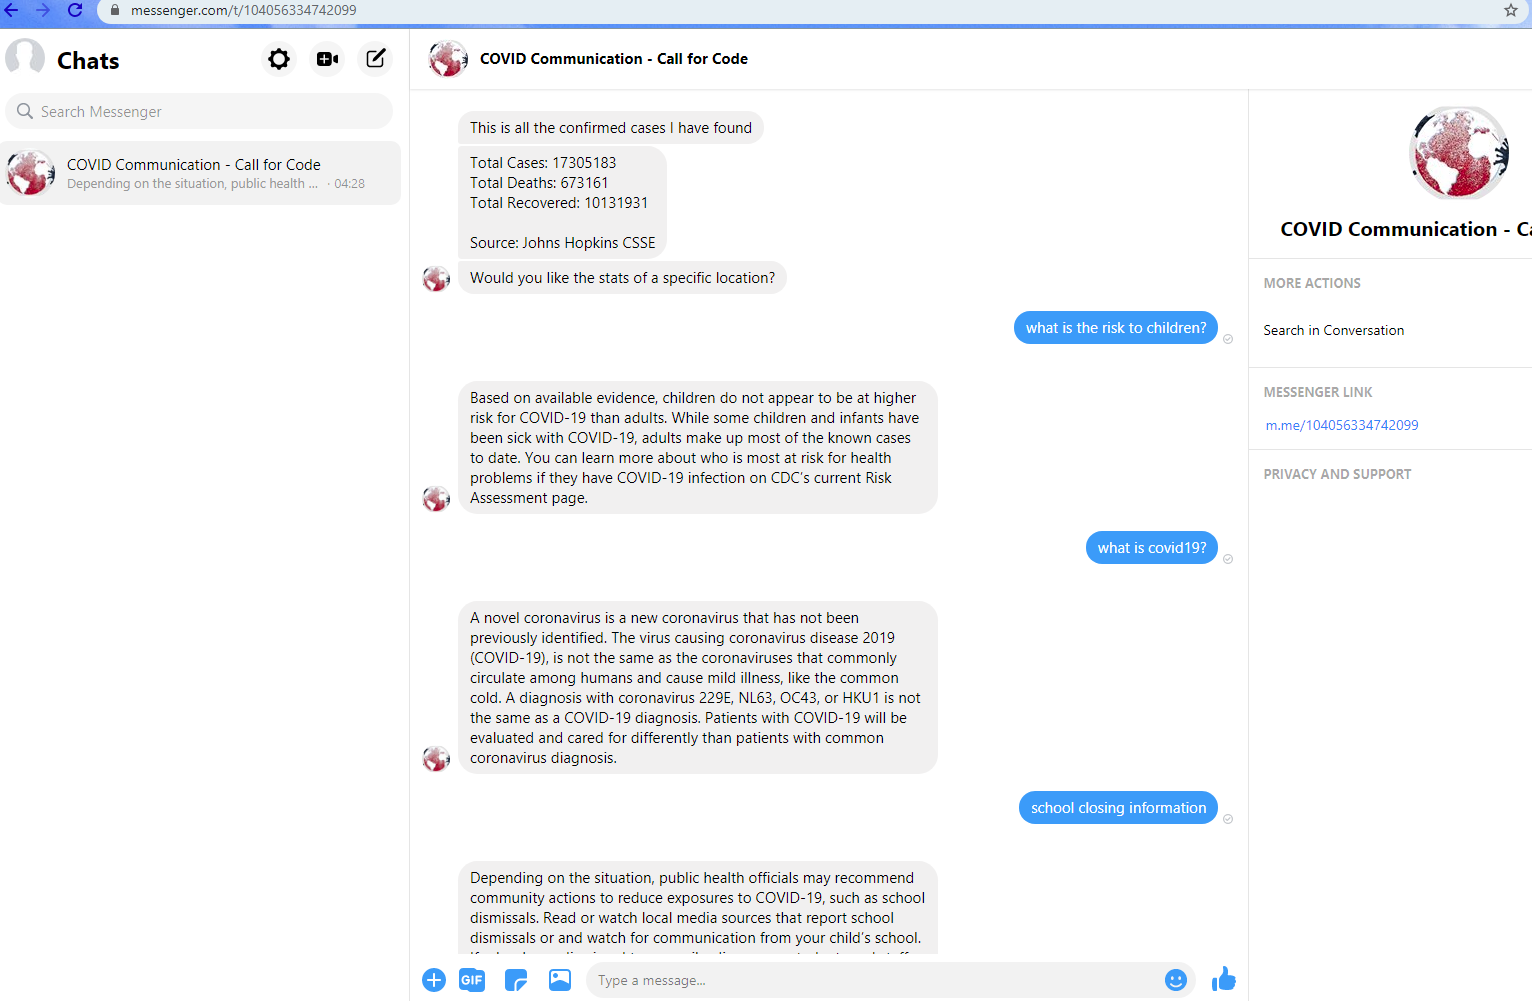 messenger.com/t/104056334742099
Chats
Search Messenger
COVID Communication - Call for Code
Depending on the situation, public health ... · 04:28
COVID Communication - Call for Code
This is all the confirmed cases I have found
Total Cases: 17305183
Total Deaths: 673161
Total Recovered: 10131931
Source: Johns Hopkins CSSE
Would you like the stats of a specific location?
what is the risk to children?
Based on available evidence, children do not appear to be at higher
risk for COVID-19 than adults. While some children and infants have
been sick with COVID-19, adults make up most of the known cases
to date. You can learn more about who is most at risk for health
problems if they have COVID-19 infection on CDC’s current Risk
Assessment page.
what is covid19?
A novel coronavirus is a new coronavirus that has not been
previously identified. The virus causing coronavirus disease 2019
(COVID-19), is not the same as the coronaviruses that commonly
circulate among humans and cause mild illness, like the common
cold. A diagnosis with coronavirus 229E, NL63, OC43, or HKU1 is not
the same as a COVID-19 diagnosis. Patients with COVID-19 will be
evaluated and cared for differently than patients with common
coronavirus diagnosis.
school closing information
Depending on the situation, public health officials may recommend
community actions to reduce exposures to COVID-19, such as school
dismissals. Read or watch local media sources that report school
dismissals or and watch for communication from your child’s school.
GIF
Type a message...
COVID Communication - Ca
MORE ACTIONS
Search in Conversation
MESSENGER LINK
m.me/104056334742099
PRIVACY AND SUPPORT